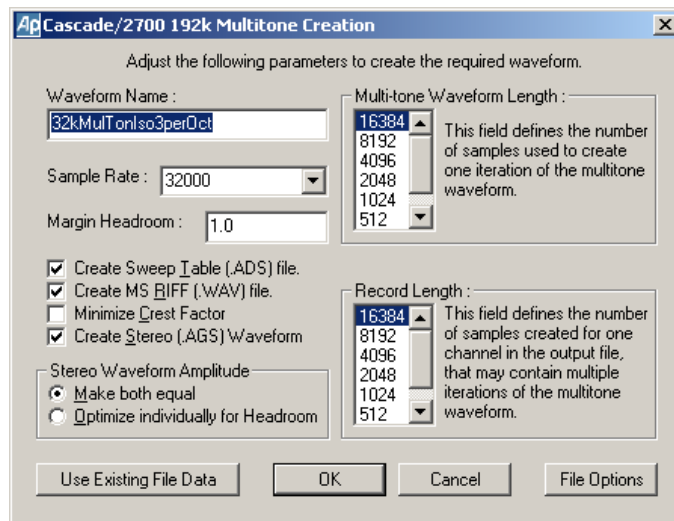 Ap Cascade/2700 192k Multitone Creation
Adjust the following parameters to create the required waveform.
Waveform Name :
32kMulTonIso3perOct
Sample Rate : 32000
Margin Headroom : 1.0
Create Sweep Table (.ADS) file.
Create MS RIFF (.WAV) file.
Minimize Crest Factor
Create Stereo (.AGS) Waveform
Stereo Waveform Amplitude
Make both equal
Optimize individually for Headroom
Multi-tone Waveform Length :
16384
8192
4096
2048
1024
512
This field defines the number
of samples used to create
one iteration of the multitone
waveform.
Record Length :
16384
8192
4096
2048
1024
512
This field defines the number
of samples created for one
channel in the output file,
that may contain multiple
iterations of the multitone
waveform.
Use Existing File Data
OK
Cancel
File Options